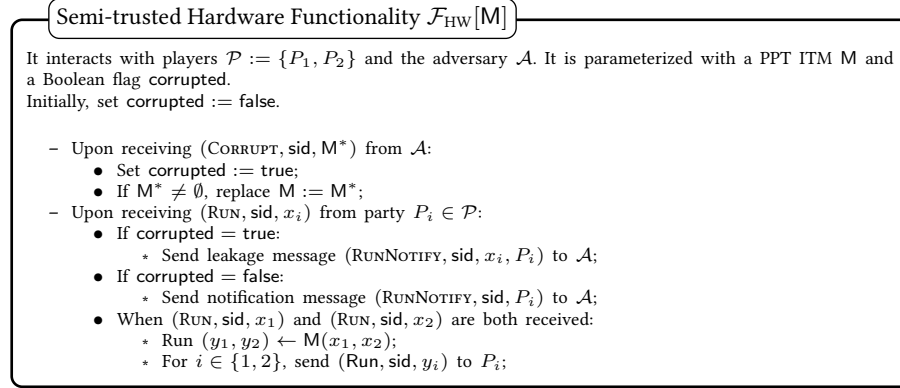 Semi-trusted Hardware Functionality 𝓕_HW[M]
It interacts with players 𝒫 := {P₁, P₂} and the adversary 𝒜. It is parameterized with a PPT ITM M and
a Boolean flag corrupted.
Initially, set corrupted := false.
– Upon receiving (Corrupt, sid, M*) from 𝒜:
• Set corrupted := true;
• If M* ≠ ∅, replace M := M*;
– Upon receiving (Run, sid, xᵢ) from party Pᵢ ∈ 𝒫:
• If corrupted = true:
* Send leakage message (RunNotify, sid, xᵢ, Pᵢ) to 𝒜;
• If corrupted = false:
* Send notification message (RunNotify, sid, Pᵢ) to 𝒜;
• When (Run, sid, x₁) and (Run, sid, x₂) are both received:
* Run (y₁, y₂) ← M(x₁, x₂);
* For i ∈ {1, 2}, send (Run, sid, yᵢ) to Pᵢ;